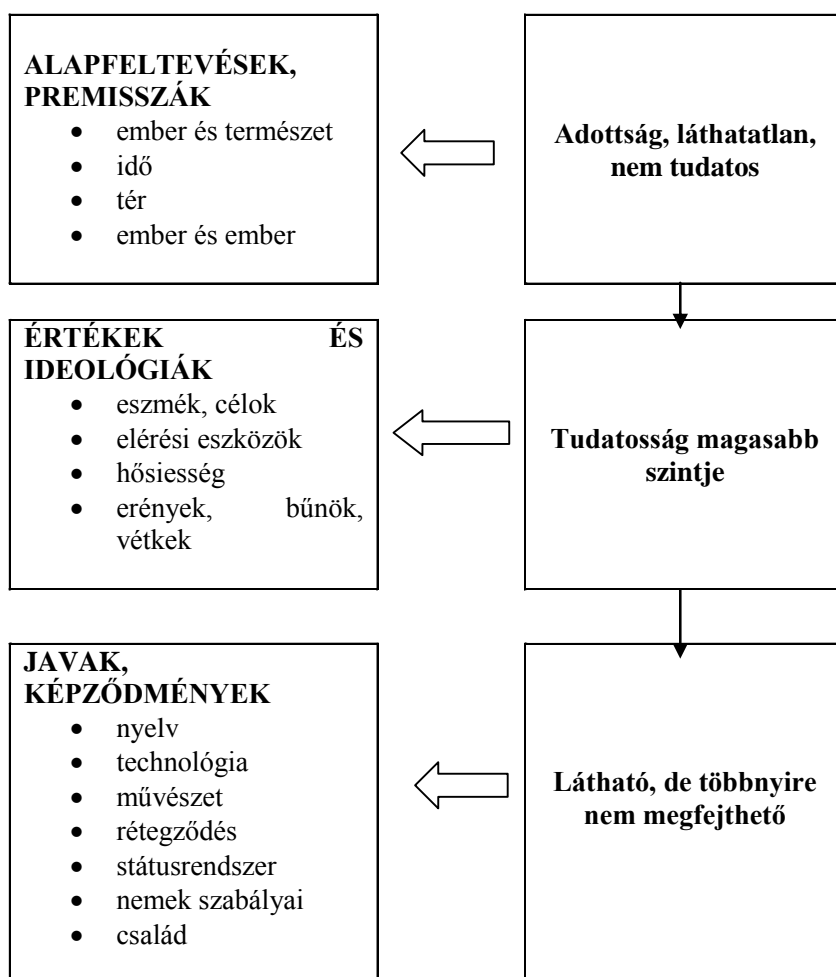 ALAPFELTEVÉSEK,
PREMISSZÁK
• ember és természet
• idő
• tér
• ember és ember
Adottság, láthatatlan,
nem tudatos
ÉRTÉKEK ÉS
IDEOLÓGIÁK
• eszmék, célok
• elérési eszközök
• hősiesség
• erények, bűnök,
vétkek
Tudatosság magasabb
szintje
JAVAK,
KÉPZŐDMÉNYEK
• nyelv
• technológia
• művészet
• rétegződés
• státusrendszer
• nemek szabályai
• család
Látható, de többnyire
nem megfejthető